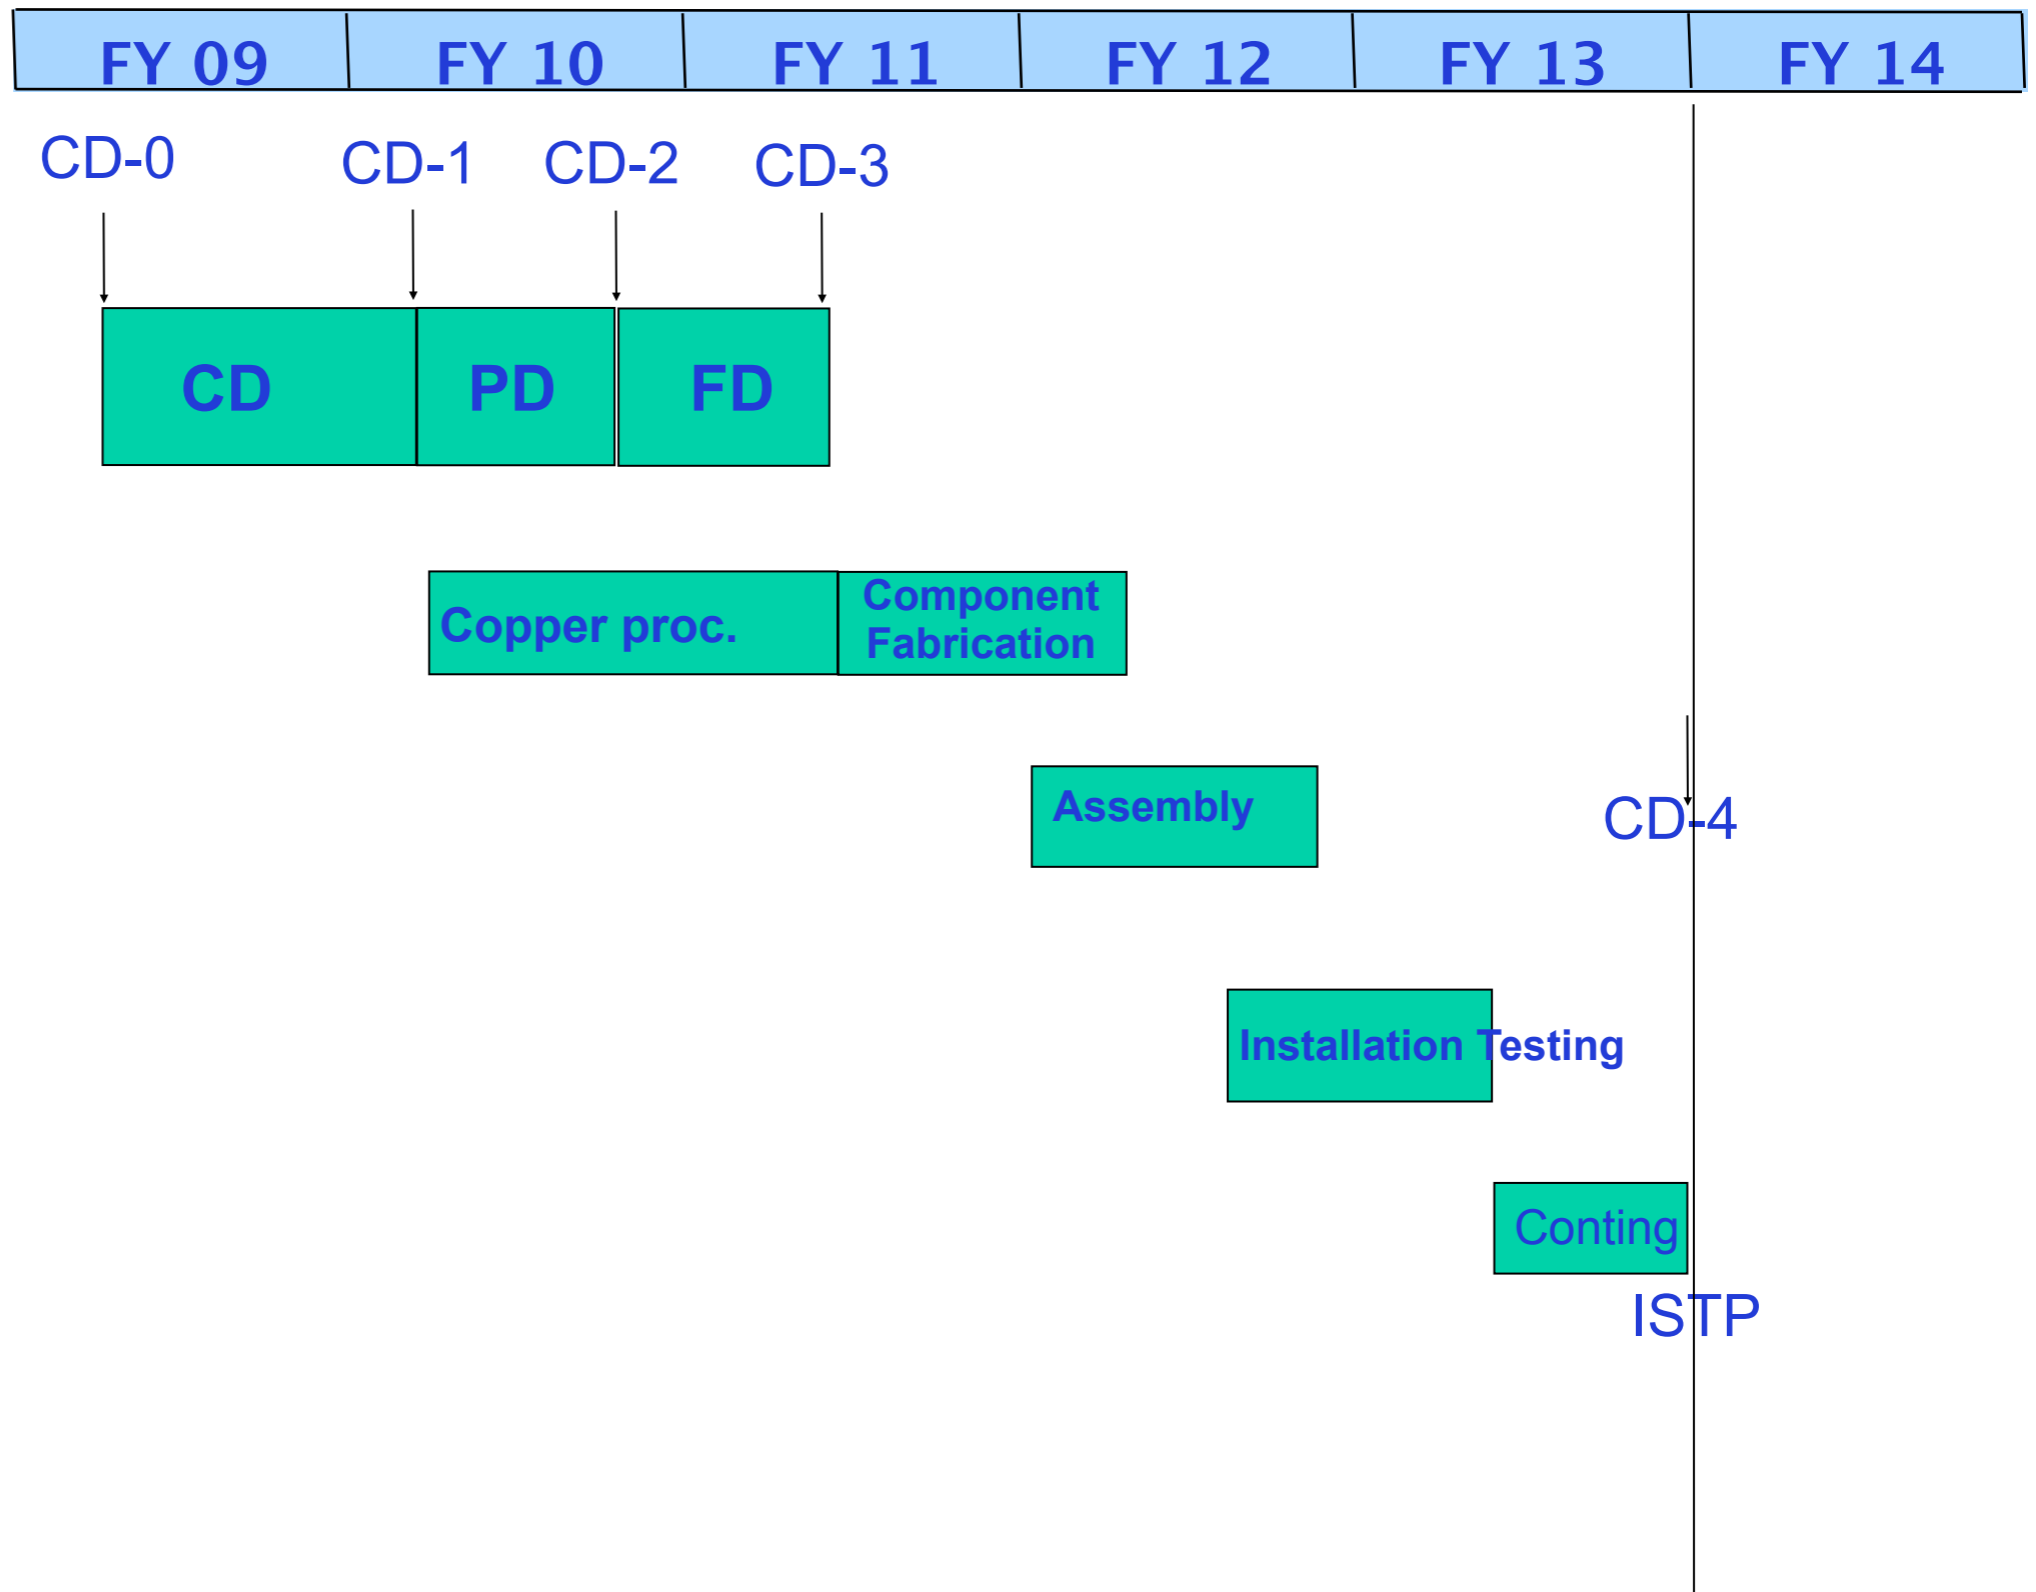 FY 09 FY 10 FY 11 FY 12 FY 13 FY 14
CD-0 CD-1 CD-2 CD-3
CD PD FD
Copper proc.
Component
Fabrication
Assembly
CD-4
Installation Testing
Conting
ISTP